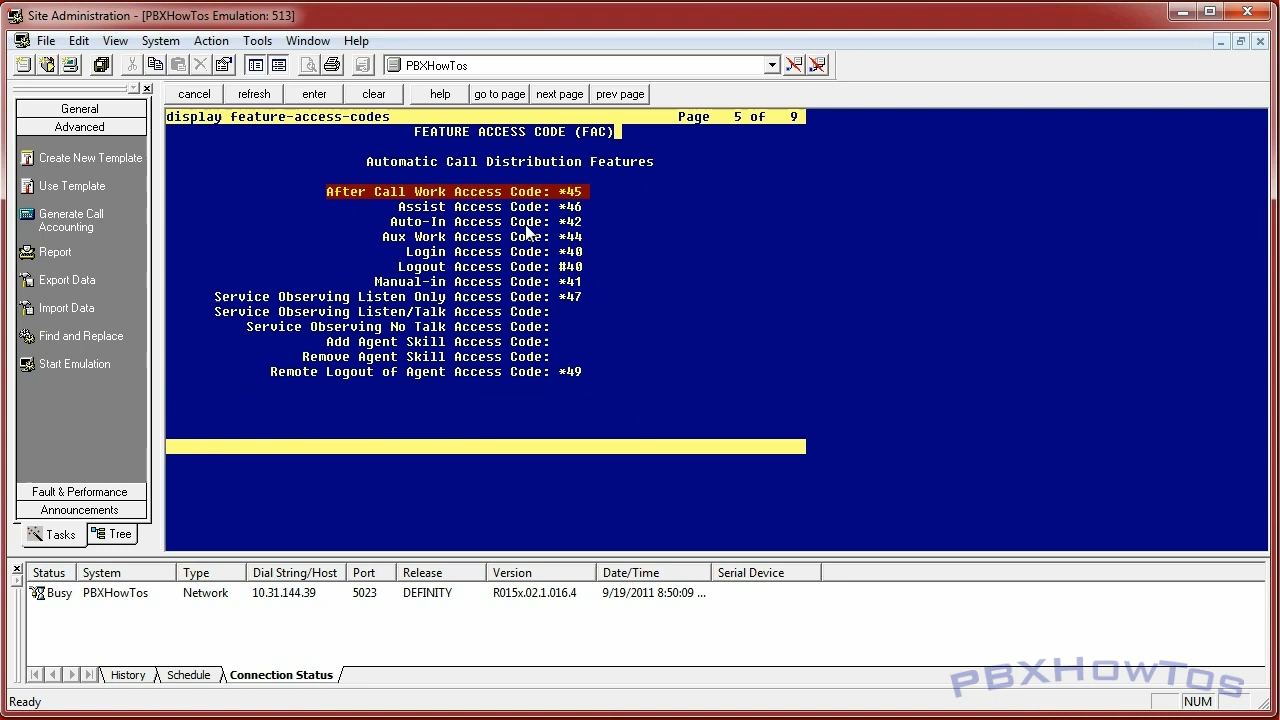 Site Administration - [PBXHowTos Emulation: 513]
File Edit View System Action Tools Window Help
PBXHowTos
cancel refresh enter clear help go to page next page prev page
General
Advanced
Create New Template
Use Template
Generate Call
Accounting
Report
Export Data
Import Data
Find and Replace
Start Emulation
Fault & Performance
Announcements
Tasks Tree
display feature-access-codes Page 5 of 9
FEATURE ACCESS CODE (FAC)
Automatic Call Distribution Features
After Call Work Access Code: *45
Assist Access Code: *46
Auto-In Access Code: *42
Aux Work Access Code: *44
Login Access Code: *40
Logout Access Code: #40
Manual-in Access Code: *41
Service Observing Listen Only Access Code: *47
Service Observing Listen/Talk Access Code:
Service Observing No Talk Access Code:
Add Agent Skill Access Code:
Remove Agent Skill Access Code:
Remote Logout of Agent Access Code: *49
Status System Type Dial String/Host Port Release Version Date/Time Serial Device
Busy PBXHowTos Network 10.31.144.39 5023 DEFINITY R015x.02.1.016.4 9/19/2011 8:50:09 ...
History Schedule Connection Status
PBXHowTos
Ready NUM